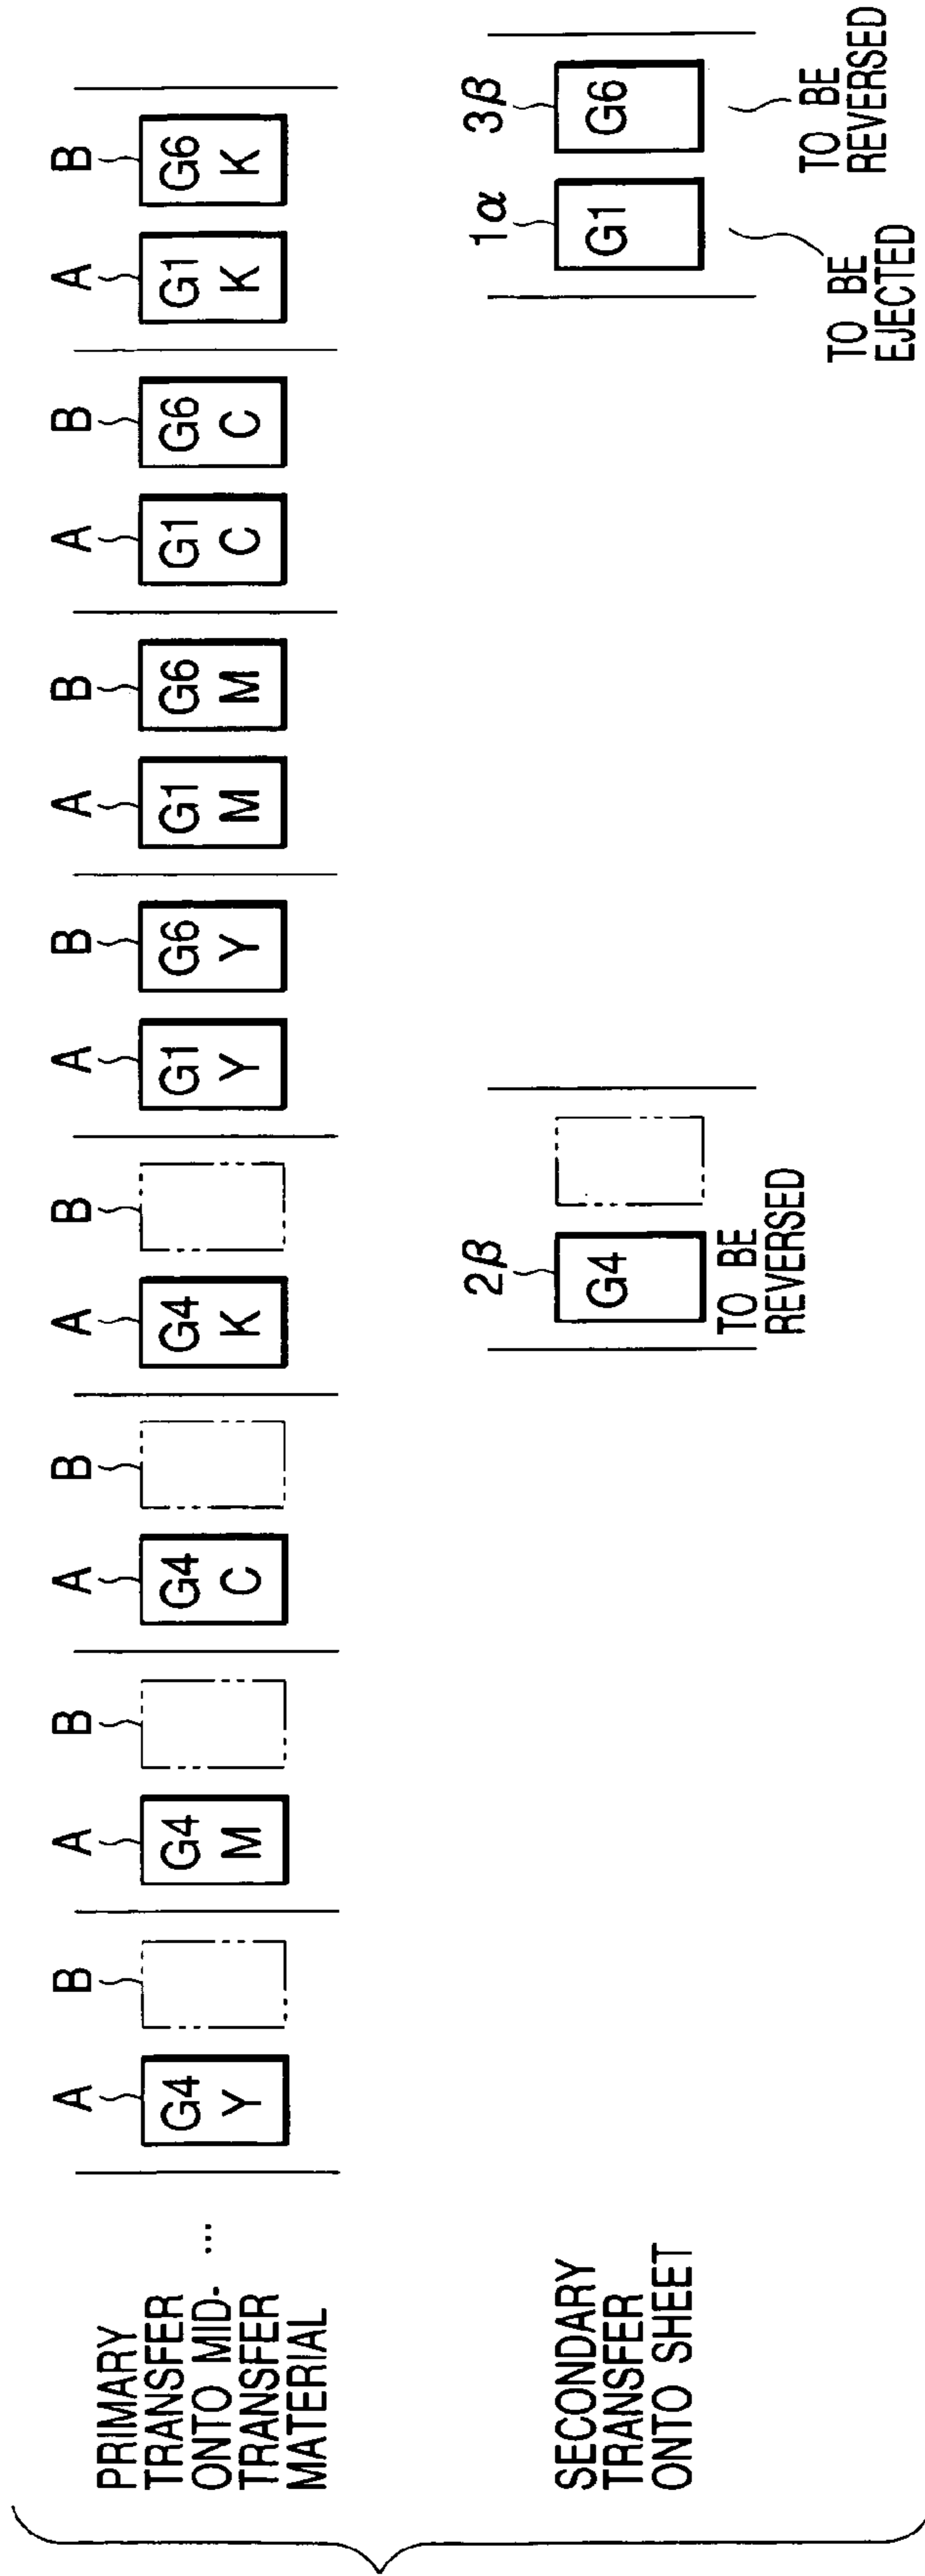 PRIMARY
TRANSFER
ONTO MID- ...
TRANSFER
MATERIAL
A B A B A B A B A B A B A B A B
G4 G4 G4 G4 G1 G6 G1 G6 G1 G6 G1 G6
Y M C K Y Y M M C C K K
SECONDARY
TRANSFER
ONTO SHEET
2β 1α 3β
G4 G1 G6
TO BE
REVERSED
TO BE
EJECTED
TO BE
REVERSED